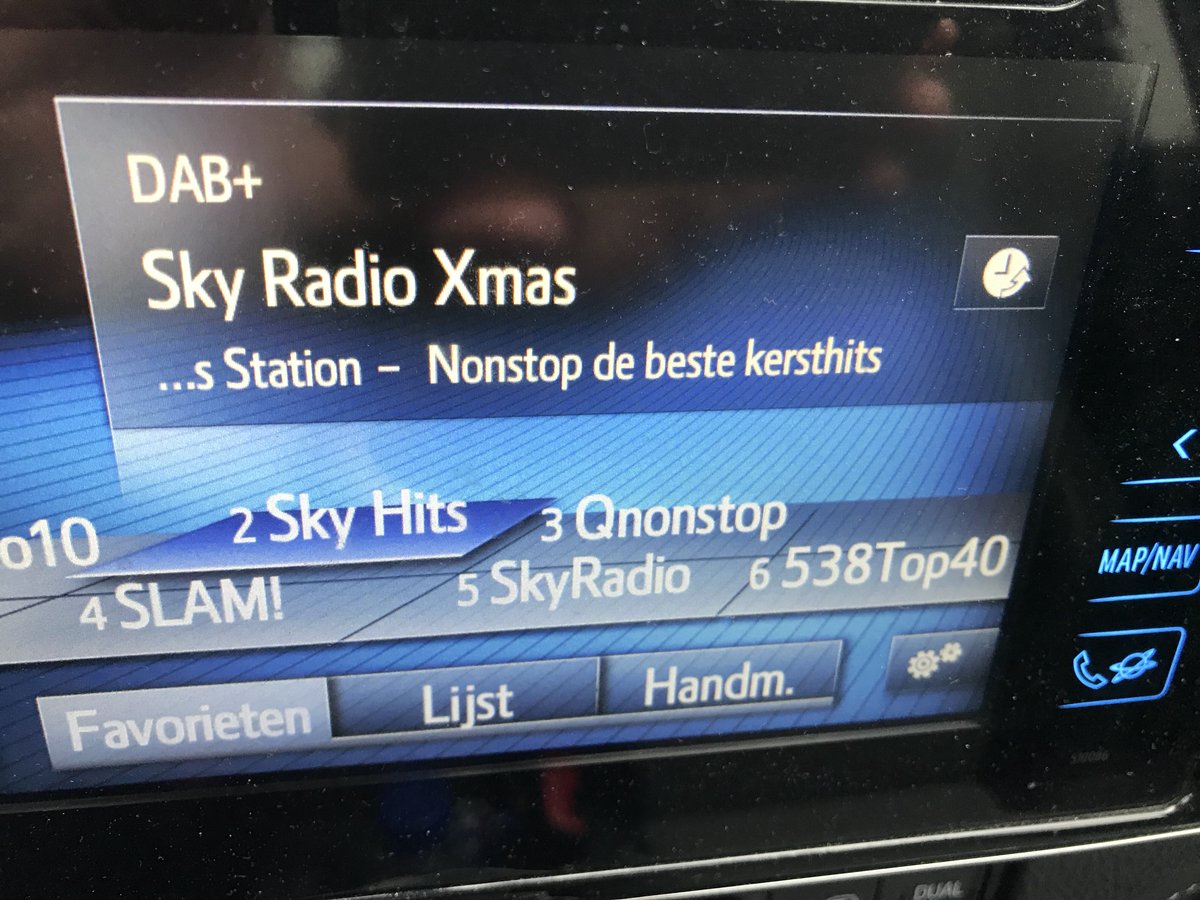 DAB+
Sky Radio Xmas
...s Station – Nonstop de beste kersthits
o10 2 Sky Hits 3 Qnonstop
4 SLAM! 5 SkyRadio 6 538Top40
MAP/NAV
Favorieten Lijst Handm.
DUAL